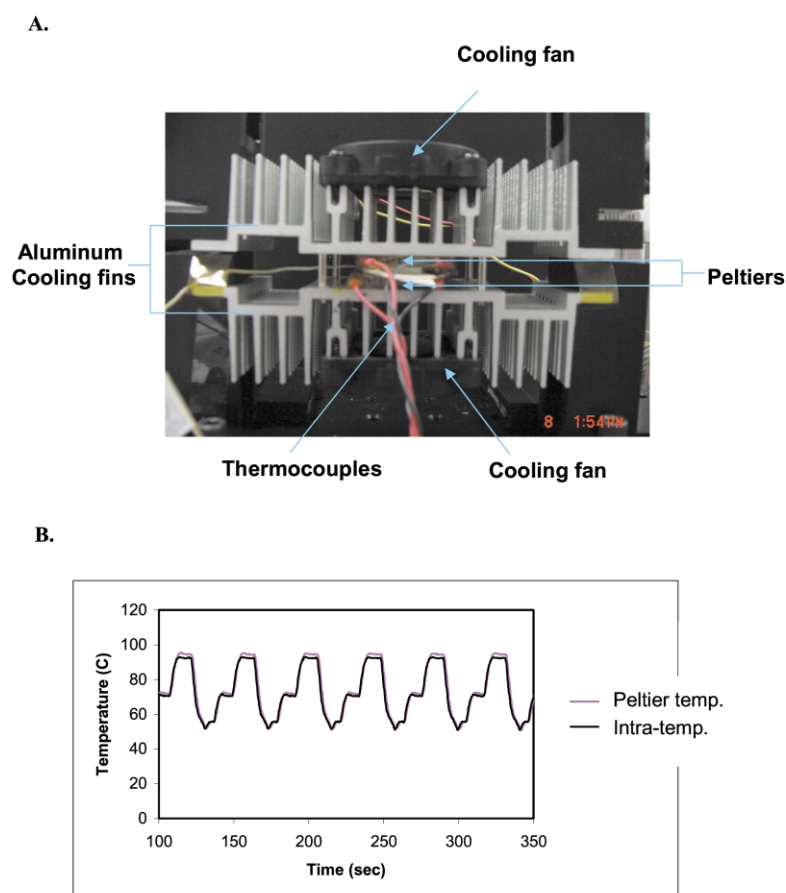 A.
Cooling fan
Aluminum
Cooling fins
Peltiers
8 1:54PM
Thermocouples
Cooling fan
B.
120
100
80
60
40
20
0
Temperature (C)
100 150 200 250 300 350
Time (sec)
Peltier temp.
Intra-temp.